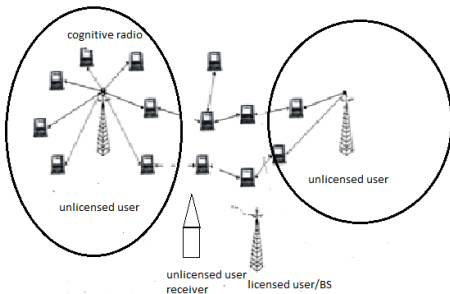 cognitive radio
unlicensed user
unlicensed user
unlicensed user
receiver
licensed user/BS